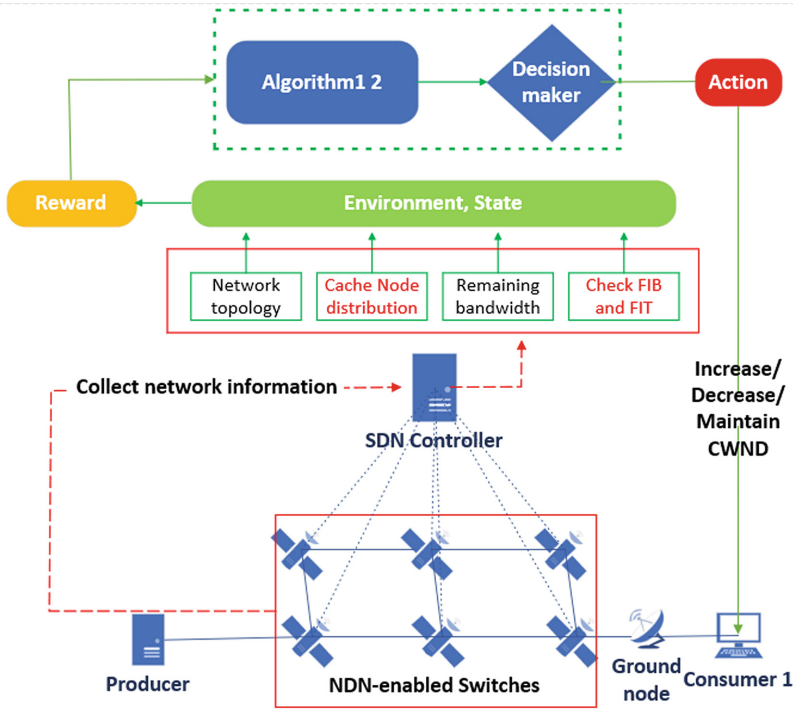 Algorithm1 2
Decision
maker
Action
Reward
Environment, State
Network
topology
Cache Node
distribution
Remaining
bandwidth
Check FIB
and FIT
Collect network information
SDN Controller
Increase/
Decrease/
Maintain
CWND
Producer
NDN-enabled Switches
Ground
node
Consumer 1